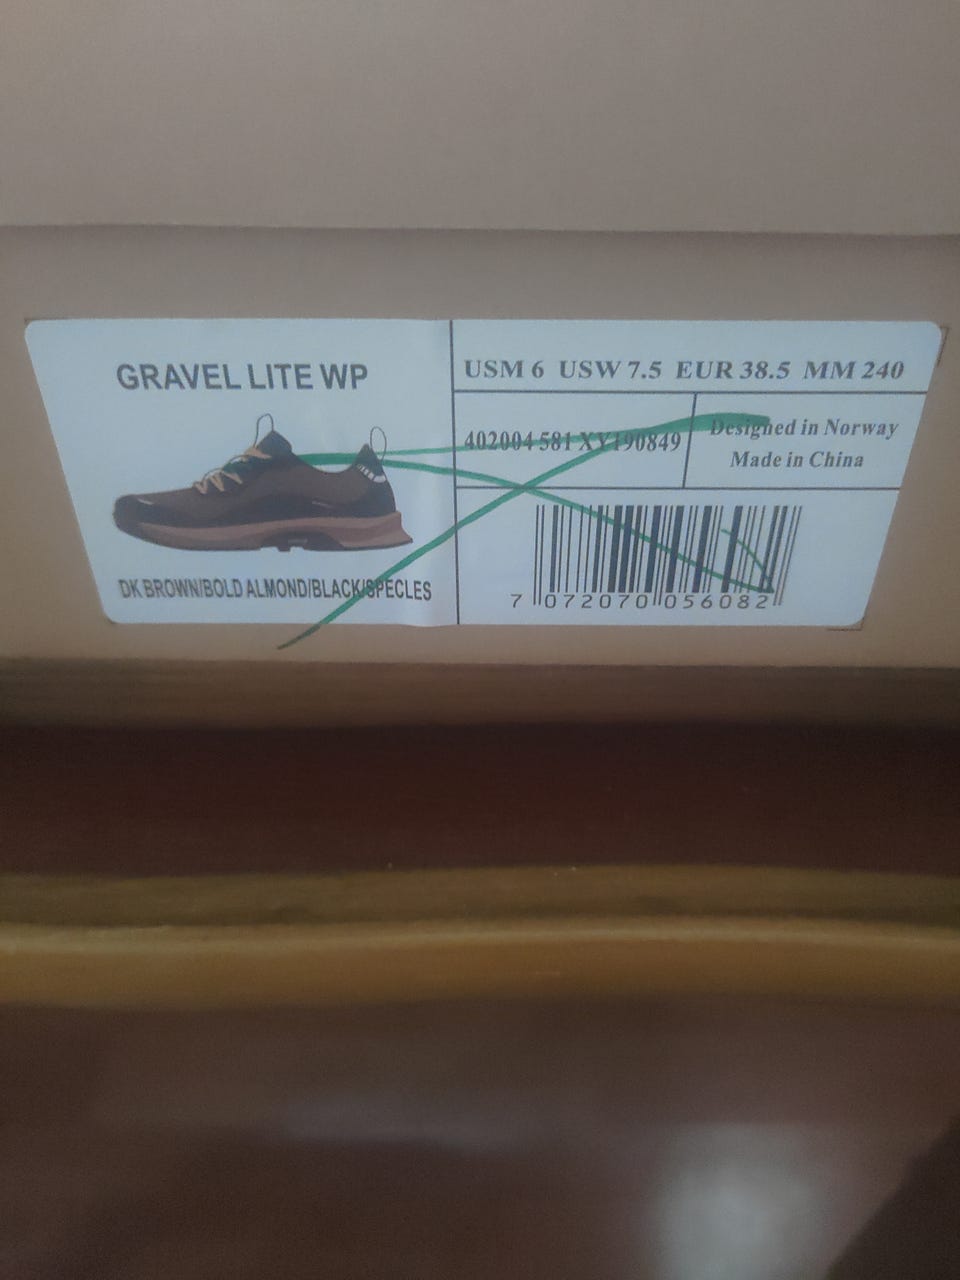 GRAVEL LITE WP
DK BROWN/BOLD ALMOND/BLACK/SPECLES
USM 6 USW 7.5 EUR 38.5 MM 240
402004 581 XY190849
Designed in Norway
Made in China
7 072070 056082